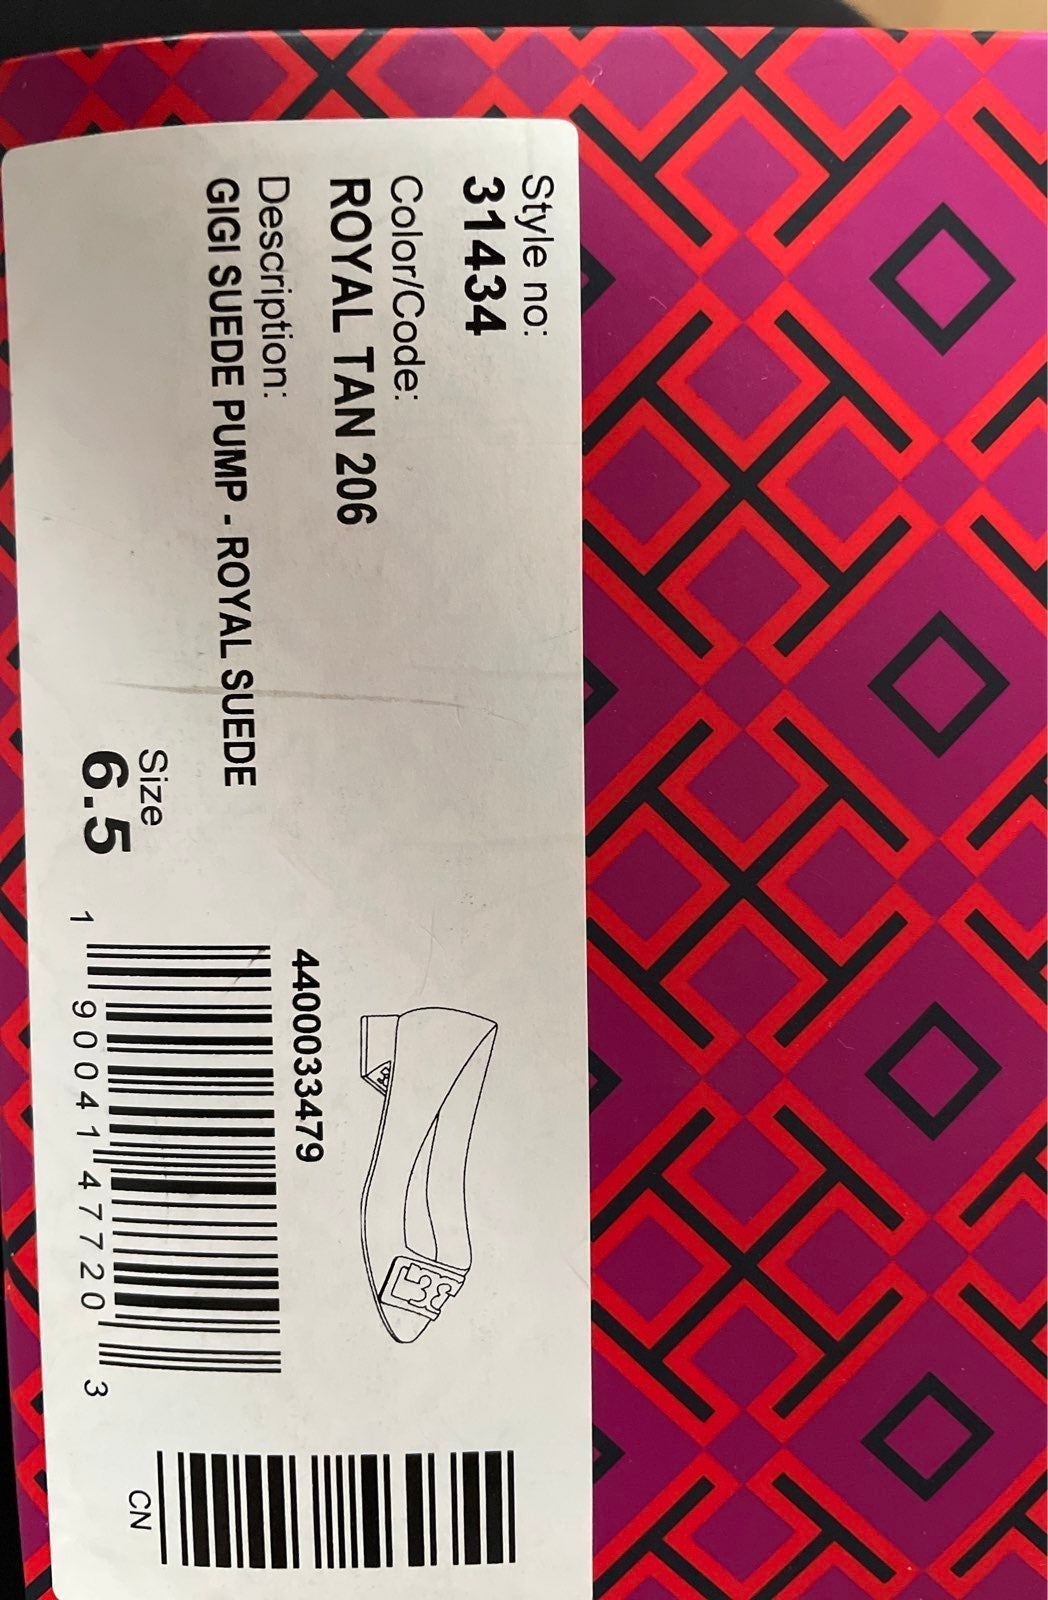 Style no:
31434
Color/Code:
ROYAL TAN 206
Description:
GIGI SUEDE PUMP - ROYAL SUEDE
Size
6.5
440033479
1 90041 47720 3
CN